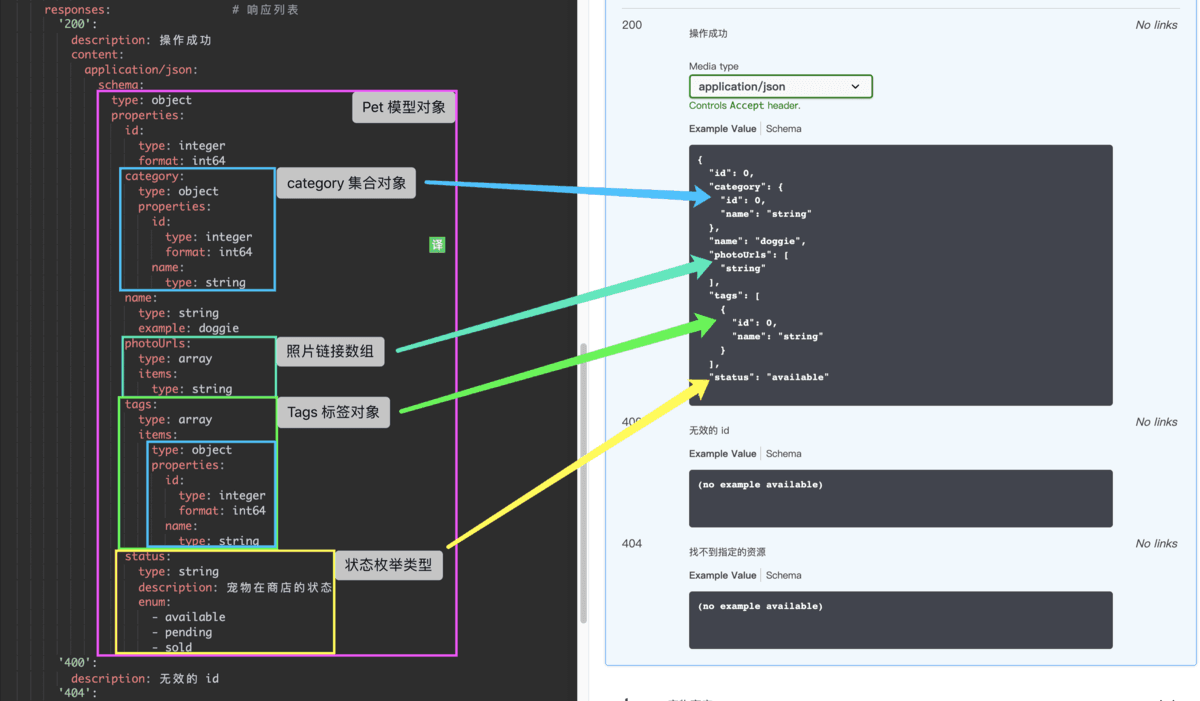 responses:                    # 响应列表
'200':
description: 操作成功
content:
application/json:
schema:
type: object
Pet 模型对象
properties:
id:
type: integer
format: int64
category:
category 集合对象
type: object
properties:
id:
type: integer
format: int64
name:
type: string
译
name:
type: string
example: doggie
photoUrls:
照片链接数组
type: array
items:
type: string
tags:
Tags 标签对象
type: array
items:
type: object
properties:
id:
type: integer
format: int64
name:
type: string
status:
状态枚举类型
type: string
description: 宠物在商店的状态
enum:
- available
- pending
- sold
'400':
description: 无效的 id
'404':
200
操作成功
No links
Media type
application/json
Controls Accept header.
Example Value
Schema
{
"id": 0,
"category": {
"id": 0,
"name": "string"
},
"name": "doggie",
"photoUrls": [
"string"
],
"tags": [
{
"id": 0,
"name": "string"
}
],
"status": "available"
400
无效的 id
No links
Example Value
Schema
(no example available)
404
找不到指定的资源
No links
Example Value
Schema
(no example available)